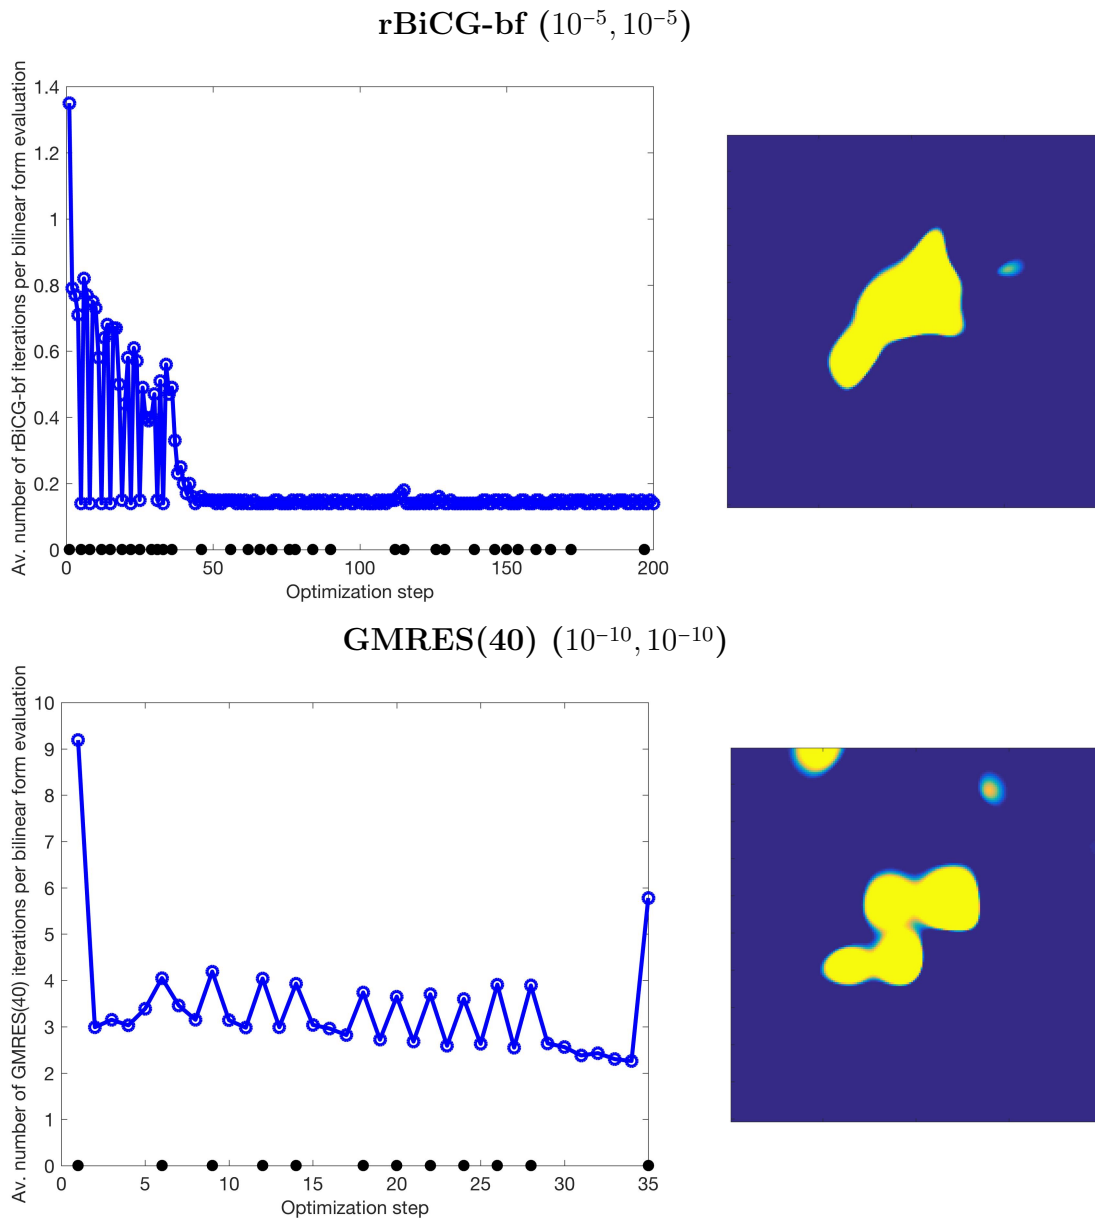 rBiCG-bf (10⁻⁵, 10⁻⁵)
Av. number of rBiCG-bf iterrations per bilinear form evaluation
1.4
1.2
1
0.8
0.6
0.4
0.2
0
0 50 100 150 200
Optimization step
GMRES(40) (10⁻¹⁰, 10⁻¹⁰)
Av. number of GMRES(40) iterrations per bilinear form evaluation
10
9
8
7
6
5
4
3
2
1
0
0 5 10 15 20 25 30 35
Optimization step